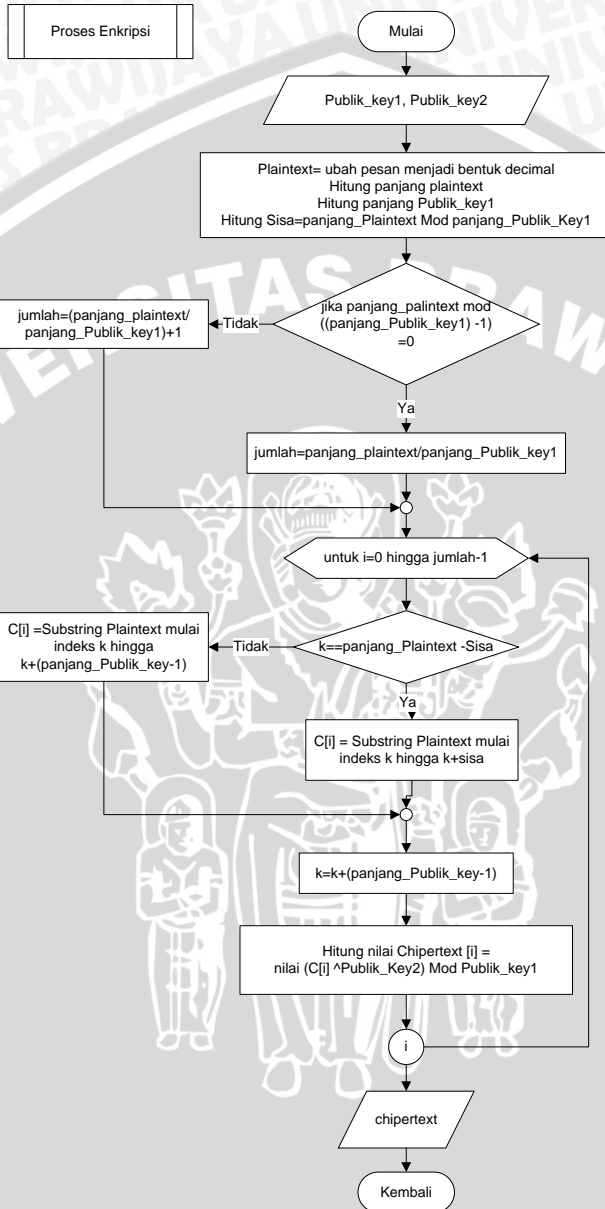 Proses Enkripsi
Mulai
Publik_key1, Publik_key2
Plaintext= ubah pesan menjadi bentuk decimal
Hitung panjang plaintext
Hitung panjang Publik_key1
Hitung Sisa=panjang_Plaintext Mod panjang_Publik_Key1
jika panjang_palintext mod
((panjang_Publik_key1) -1)
=0
Tidak
jumlah=(panjang_plaintext/
panjang_Publik_key1)+1
Ya
jumlah=panjang_plaintext/panjang_Publik_key1
untuk i=0 hingga jumlah-1
k==panjang_Plaintext -Sisa
Tidak
C[i] =Substring Plaintext mulai
indeks k hingga
k+(panjang_Publik_key-1)
Ya
C[i] = Substring Plaintext mulai
indeks k hingga k+sisa
k=k+(panjang_Publik_key-1)
Hitung nilai Chipertext [i] =
nilai (C[i] ^Publik_Key2) Mod Publik_key1
i
chipertext
Kembali